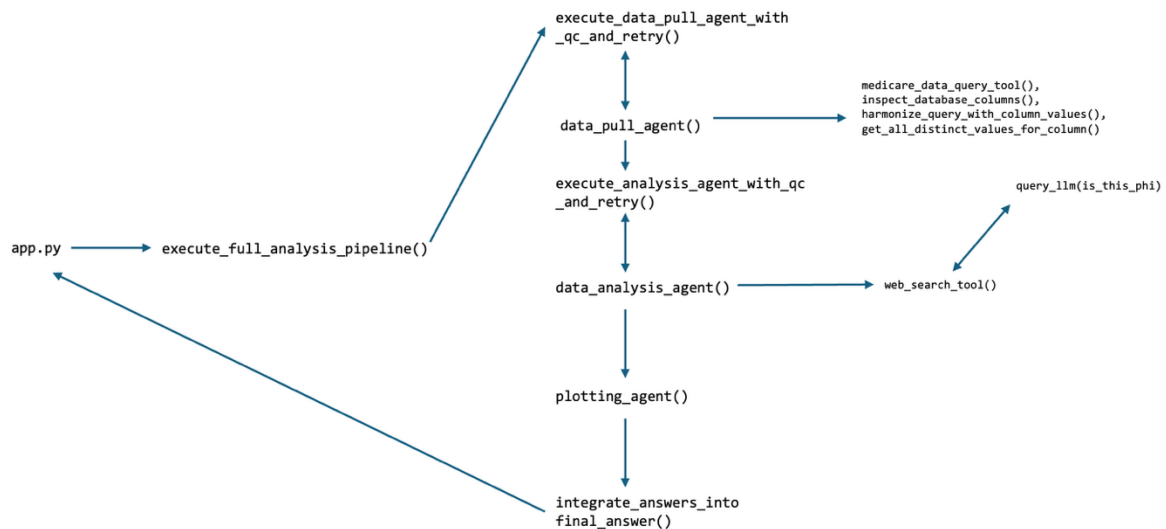 execute_data_pull_agent_with
_qc_and_retry()
medicare_data_query_tool(),
inspect_database_columns(),
harmonize_query_with_column_values(),
get_all_distinct_values_for_column()
data_pull_agent()
execute_analysis_agent_with_qc
_and_retry()
query_llm(is_this_phi)
app.py
execute_full_analysis_pipeline()
data_analysis_agent()
web_search_tool()
plotting_agent()
integrate_answers_into
final_answer()